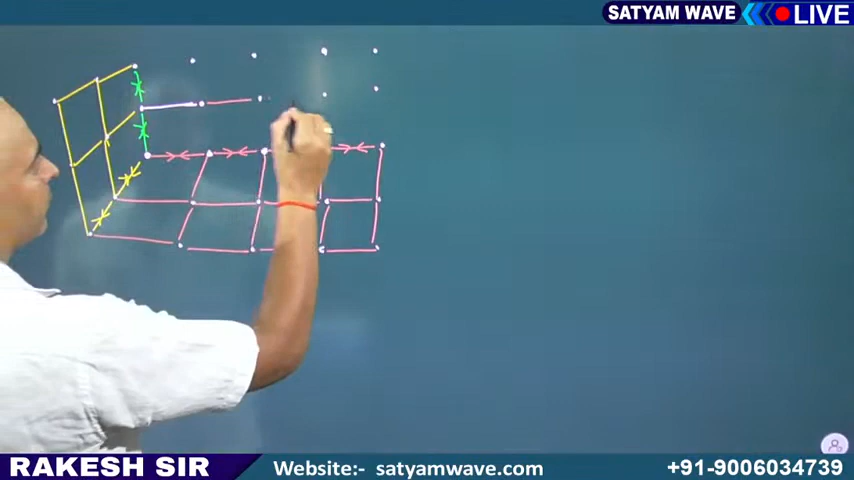 SATYAM WAVE LIVE
RAKESH SIR Website:- satyamwave.com +91-9006034739